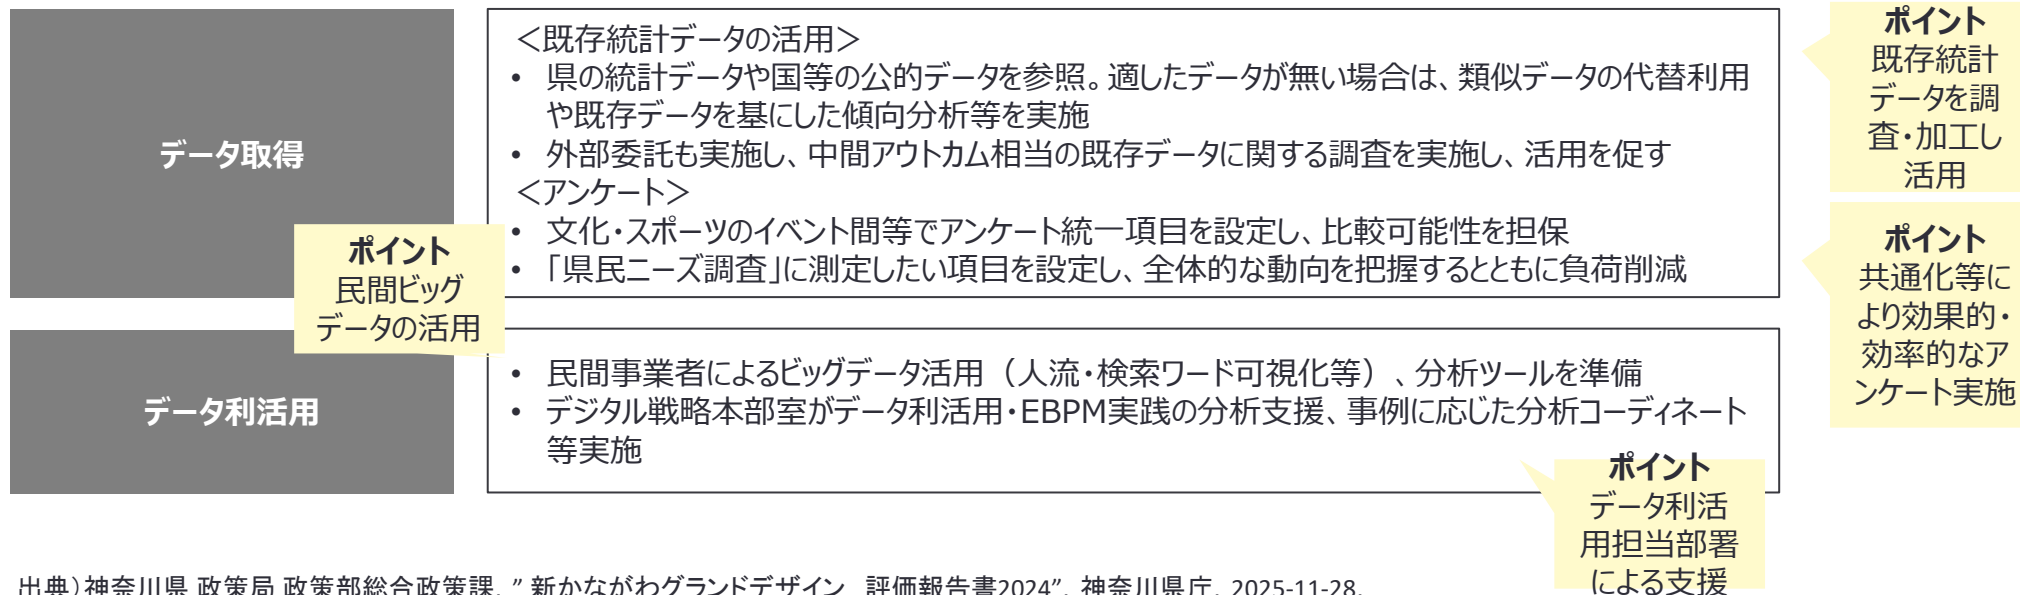 データ取得
＜既存統計データの活用＞
• 県の統計データや国等の公的データを参照。適したデータが無い場合は、類似データの代替利用
や既存データを基にした傾向分析等を実施
• 外部委託も実施し、中間アウトカム相当の既存データに関する調査を実施し、活用を促す
＜アンケート＞
• 文化・スポーツのイベント間等でアンケート統一項目を設定し、比較可能性を担保
• 「県民ニーズ調査」に測定したい項目を設定し、全体的な動向を把握するとともに負荷削減
ポイント
既存統計
データを調
査・加工し
活用
ポイント
共通化等に
より効果的・
効率的なア
ンケート実施
ポイント
民間ビッグ
データの活用
データ利活用
• 民間事業者によるビッグデータ活用（人流・検索ワード可視化等）、分析ツールを準備
• デジタル戦略本部室がデータ利活用・EBPM実践の分析支援、事例に応じた分析コーディネート
等実施
ポイント
データ利活
用担当部署
による支援
出典）神奈川県 政策局 政策部総合政策課. ” 新かながわグランドデザイン　評価報告書2024”. 神奈川県庁. 2025-11-28.